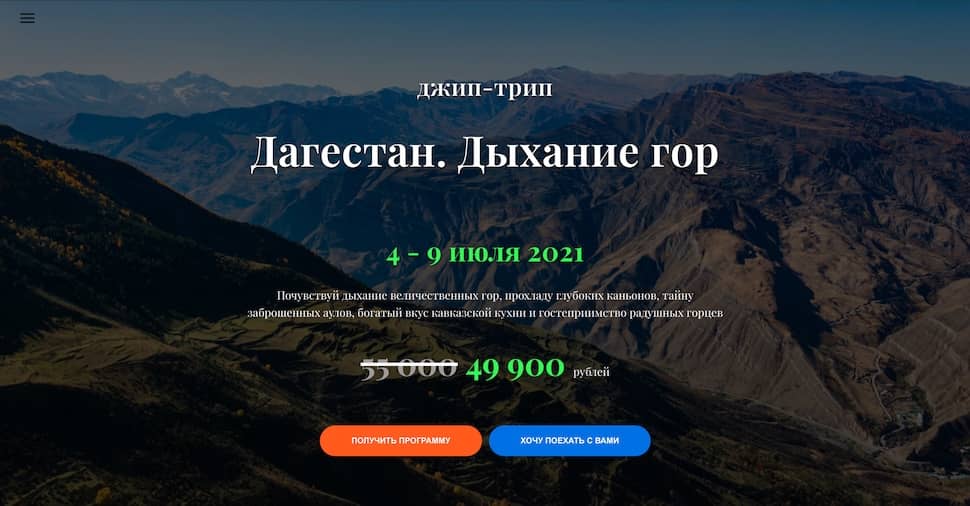 джип-трип
Дагестан. Дыхание гор
4 - 9 июля 2021
Почувствуй дыхание величественных гор, прохладу глубоких каньонов, тайну
заброшенных аулов, богатый вкус кавказской кухни и гостеприимство радушных горцев
55 000 49 900 рублей
ПОЛУЧИТЬ ПРОГРАММУ ХОЧУ ПОЕХАТЬ С ВАМИ